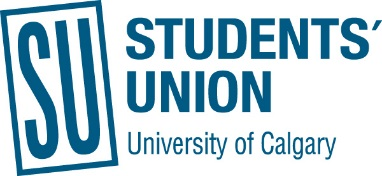 SU
STUDENTS'
UNION
University of Calgary